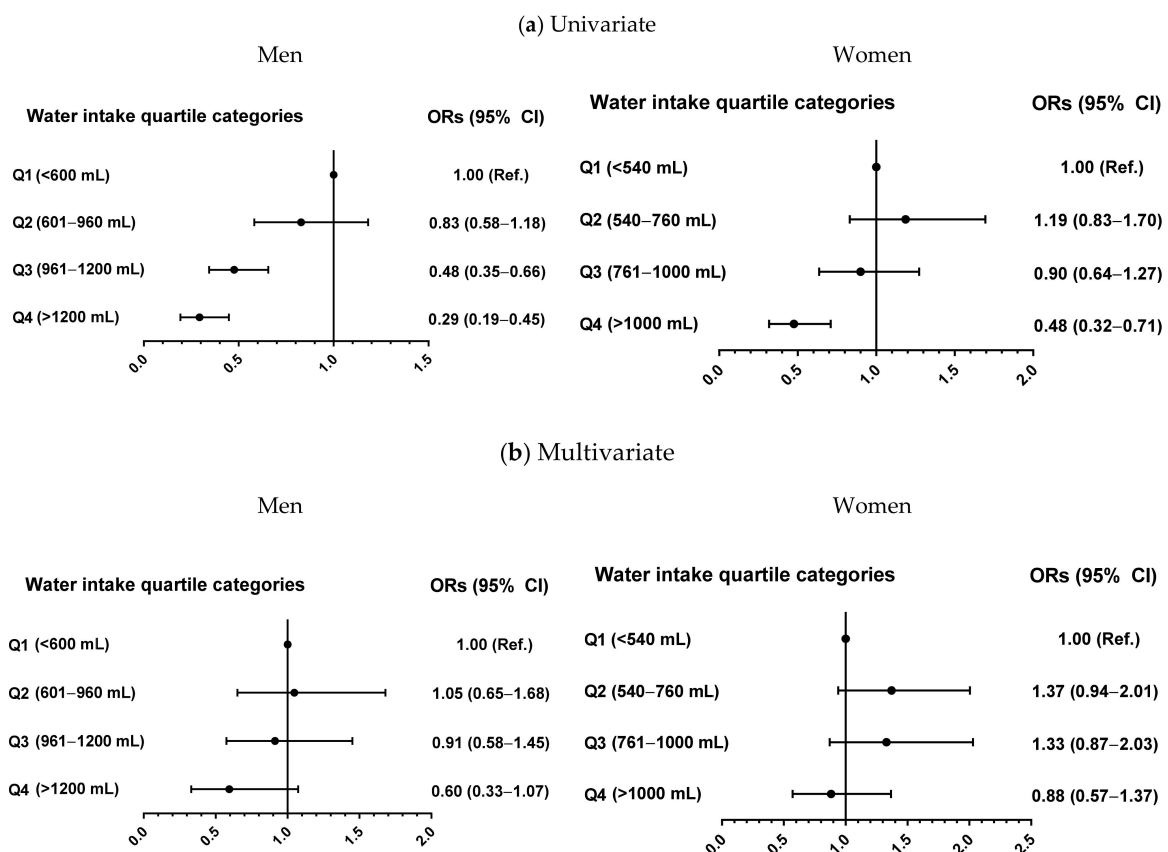 (a) Univariate
Men
Water intake quartile categories ORs (95% CI)
Q1 (<600 mL) 1.00 (Ref.)
Q2 (601–960 mL) 0.83 (0.58–1.18)
Q3 (961–1200 mL) 0.48 (0.35–0.66)
Q4 (>1200 mL) 0.29 (0.19–0.45)
0.0 0.5 1.0 1.5
Women
Water intake quartile categories ORs (95% CI)
Q1 (<540 mL) 1.00 (Ref.)
Q2 (540–760 mL) 1.19 (0.83–1.70)
Q3 (761–1000 mL) 0.90 (0.64–1.27)
Q4 (>1000 mL) 0.48 (0.32–0.71)
0.0 0.5 1.0 1.5 2.0
(b) Multivariate
Men
Water intake quartile categories ORs (95% CI)
Q1 (<600 mL) 1.00 (Ref.)
Q2 (601–960 mL) 1.05 (0.65–1.68)
Q3 (961–1200 mL) 0.91 (0.58–1.45)
Q4 (>1200 mL) 0.60 (0.33–1.07)
0.0 0.5 1.0 1.5 2.0
Women
Water intake quartile categories ORs (95% CI)
Q1 (<540 mL) 1.00 (Ref.)
Q2 (540–760 mL) 1.37 (0.94–2.01)
Q3 (761–1000 mL) 1.33 (0.87–2.03)
Q4 (>1000 mL) 0.88 (0.57–1.37)
0.0 0.5 1.0 1.5 2.0 2.5